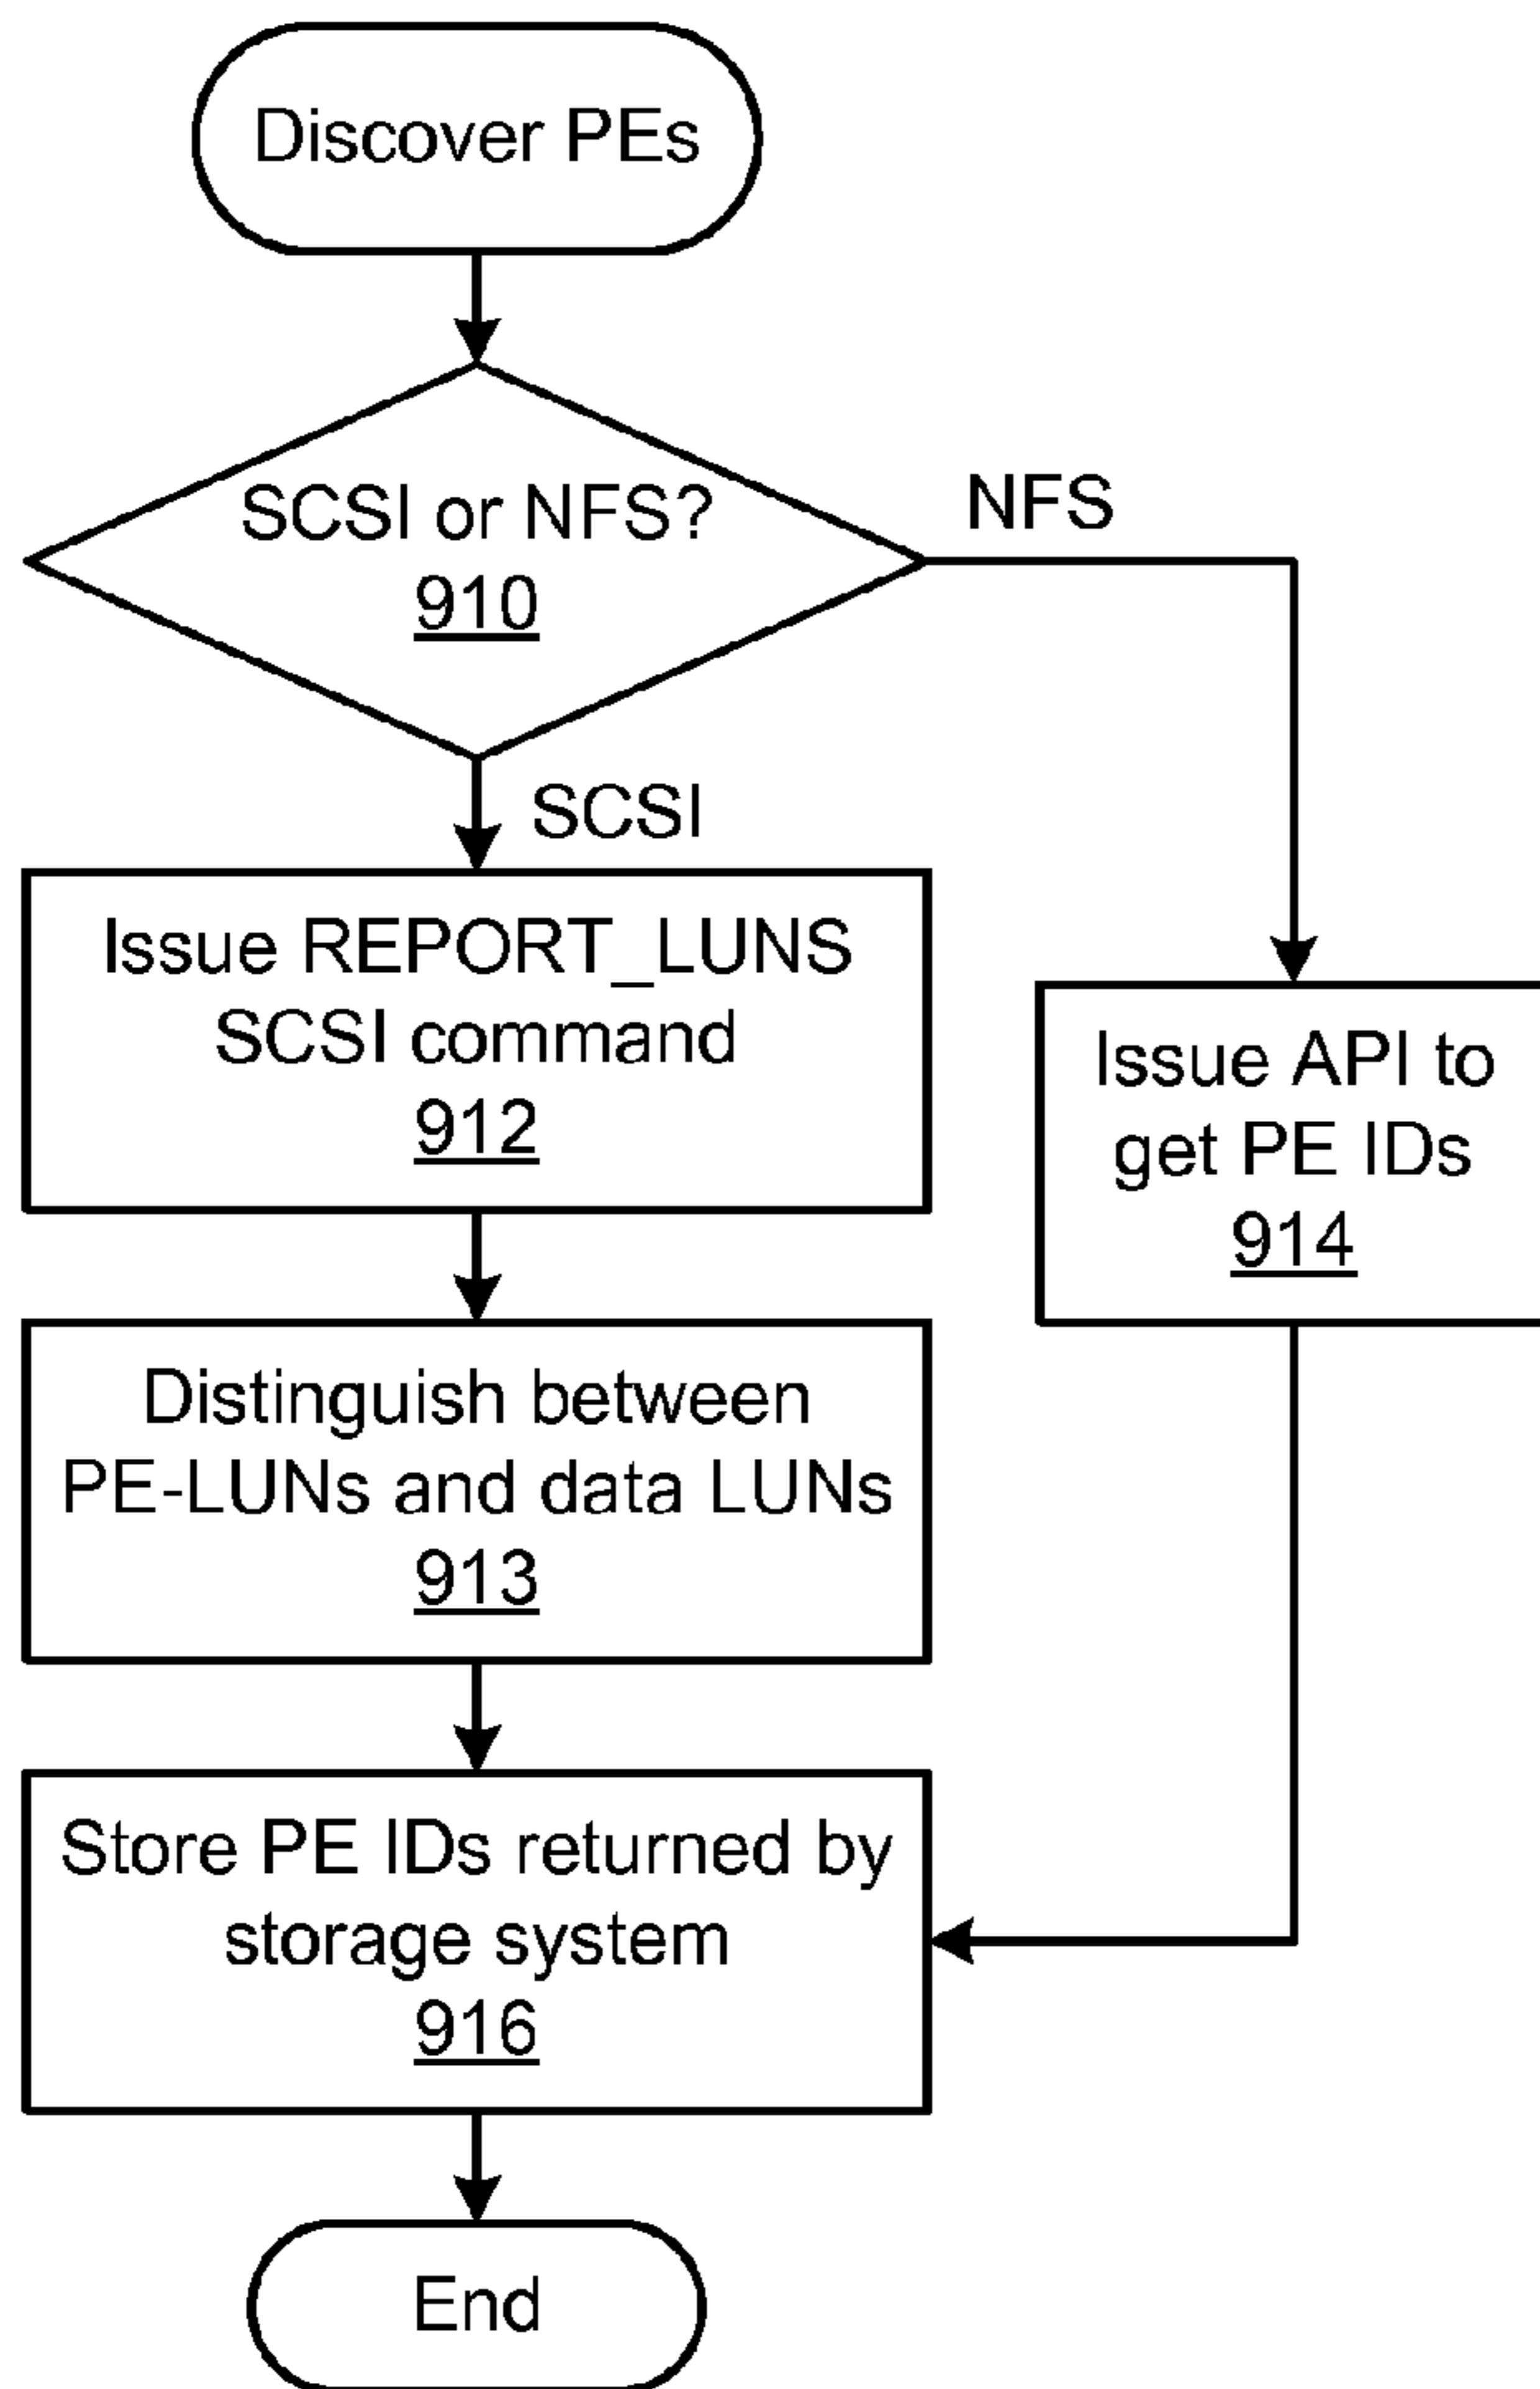 Discover PEs
SCSI or NFS?
910
NFS
SCSI
Issue REPORT_LUNS
SCSI command
912
Issue API to
get PE IDs
914
Distinguish between
PE-LUNs and data LUNs
913
Store PE IDs returned by
storage system
916
End